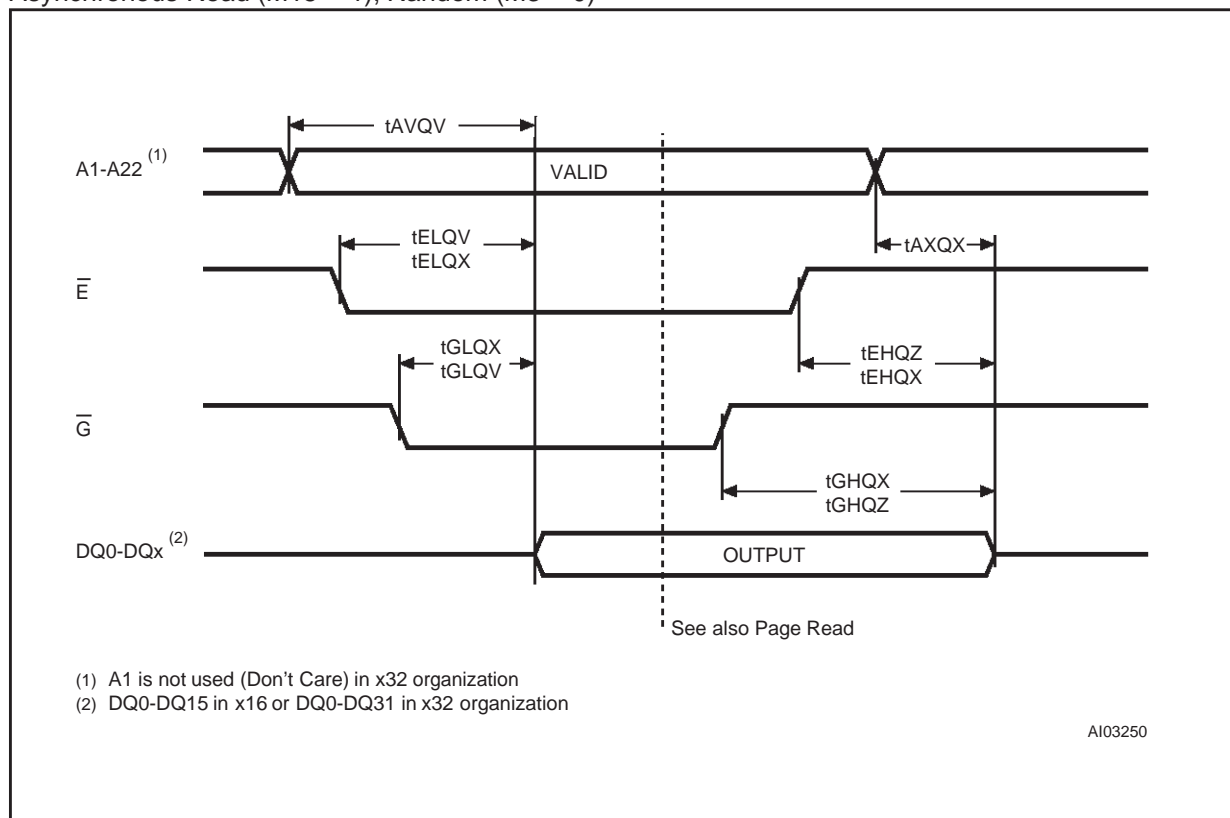 tAVQV
A1-A22 (1)
VALID
tAXQX
tELQV
tELQX
E
tEHQZ
tEHQX
tGLQX
tGLQV
G
tGHQX
tGHQZ
DQ0-DQx (2)
OUTPUT
See also Page Read
(1) A1 is not used (Don't Care) in x32 organization
(2) DQ0-DQ15 in x16 or DQ0-DQ31 in x32 organization
AI03250